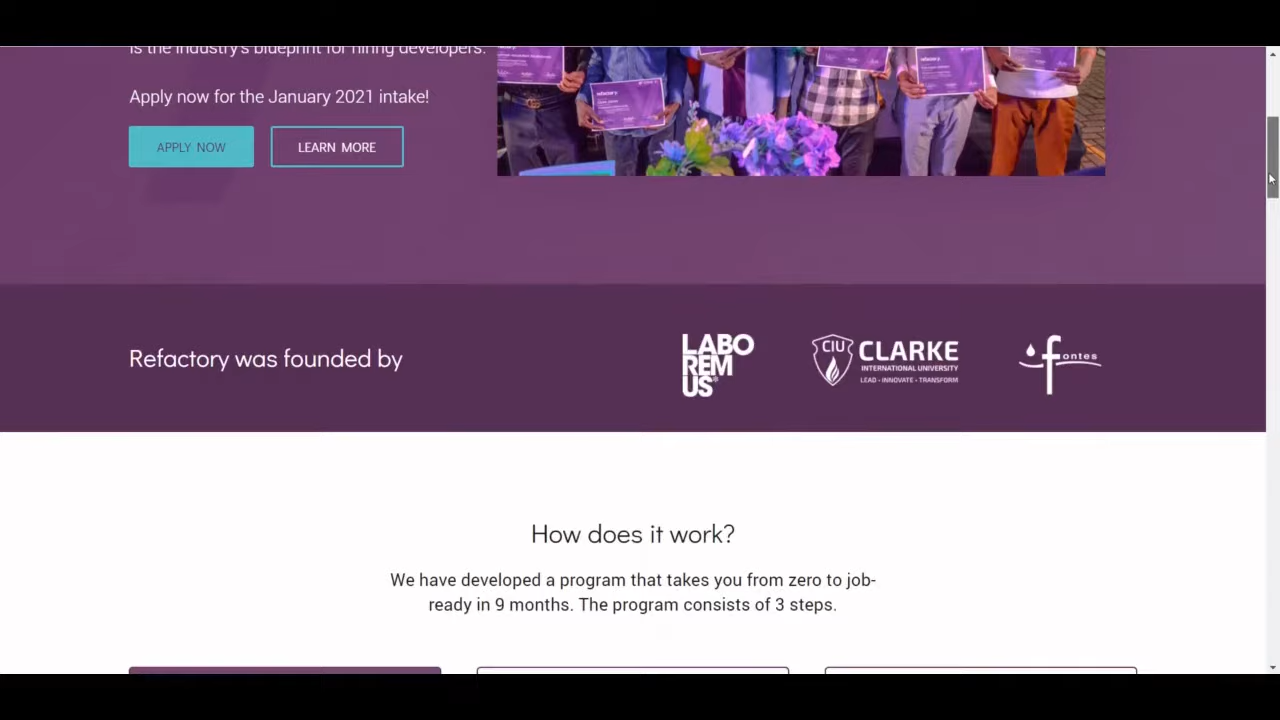 is the industry's blueprint for hiring developers.
Apply now for the January 2021 intake!
APPLY NOW
LEARN MORE
Refactory was founded by
LABO
REM
US
CIU
CLARKE
INTERNATIONAL UNIVERSITY
LEAD • INNOVATE • TRANSFORM
fontes
How does it work?
We have developed a program that takes you from zero to job-
ready in 9 months. The program consists of 3 steps.